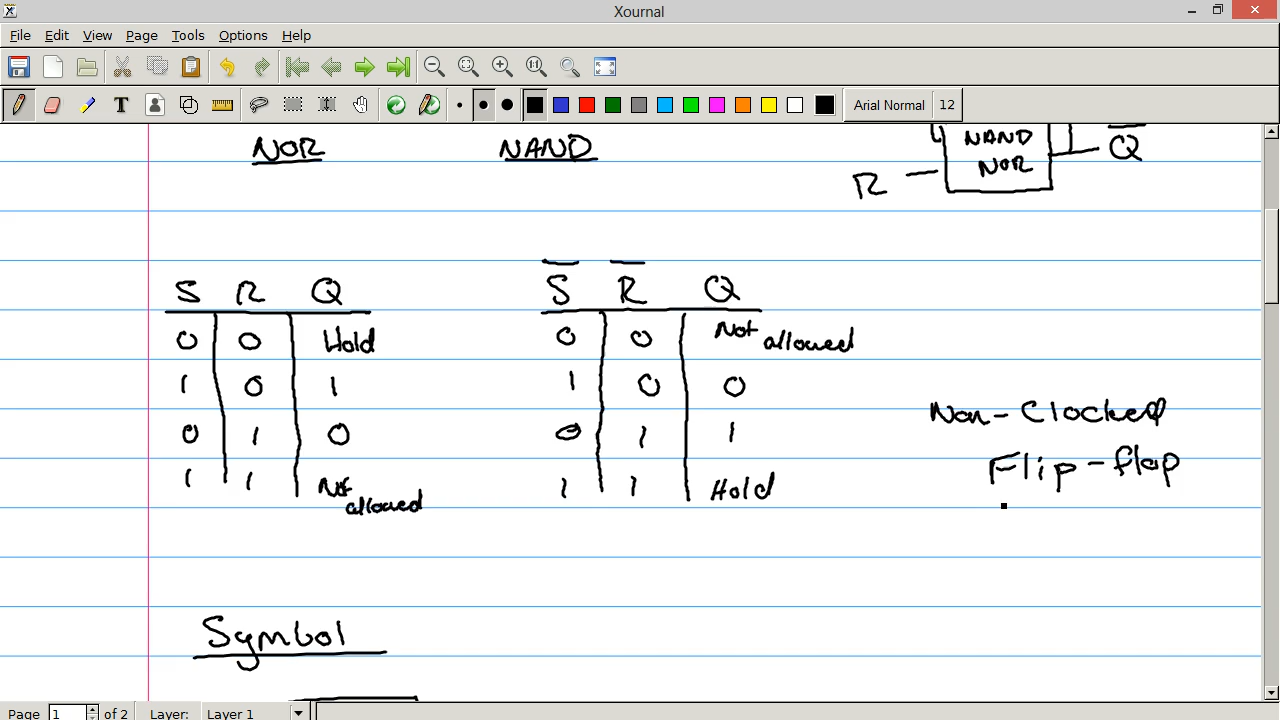 Xournal
File Edit View Page Tools Options Help
Arial Normal 12
NOR NAND
NAND
NOR
Q
R
S R Q
0 0 Hold
1 0 1
0 1 0
1 1 Not allowed
S R Q
0 0 Not allowed
1 0 0
0 1 1
1 1 Hold
Non-Clocked
Flip-flop
Symbol
Page 1 of 2 Layer: Layer 1